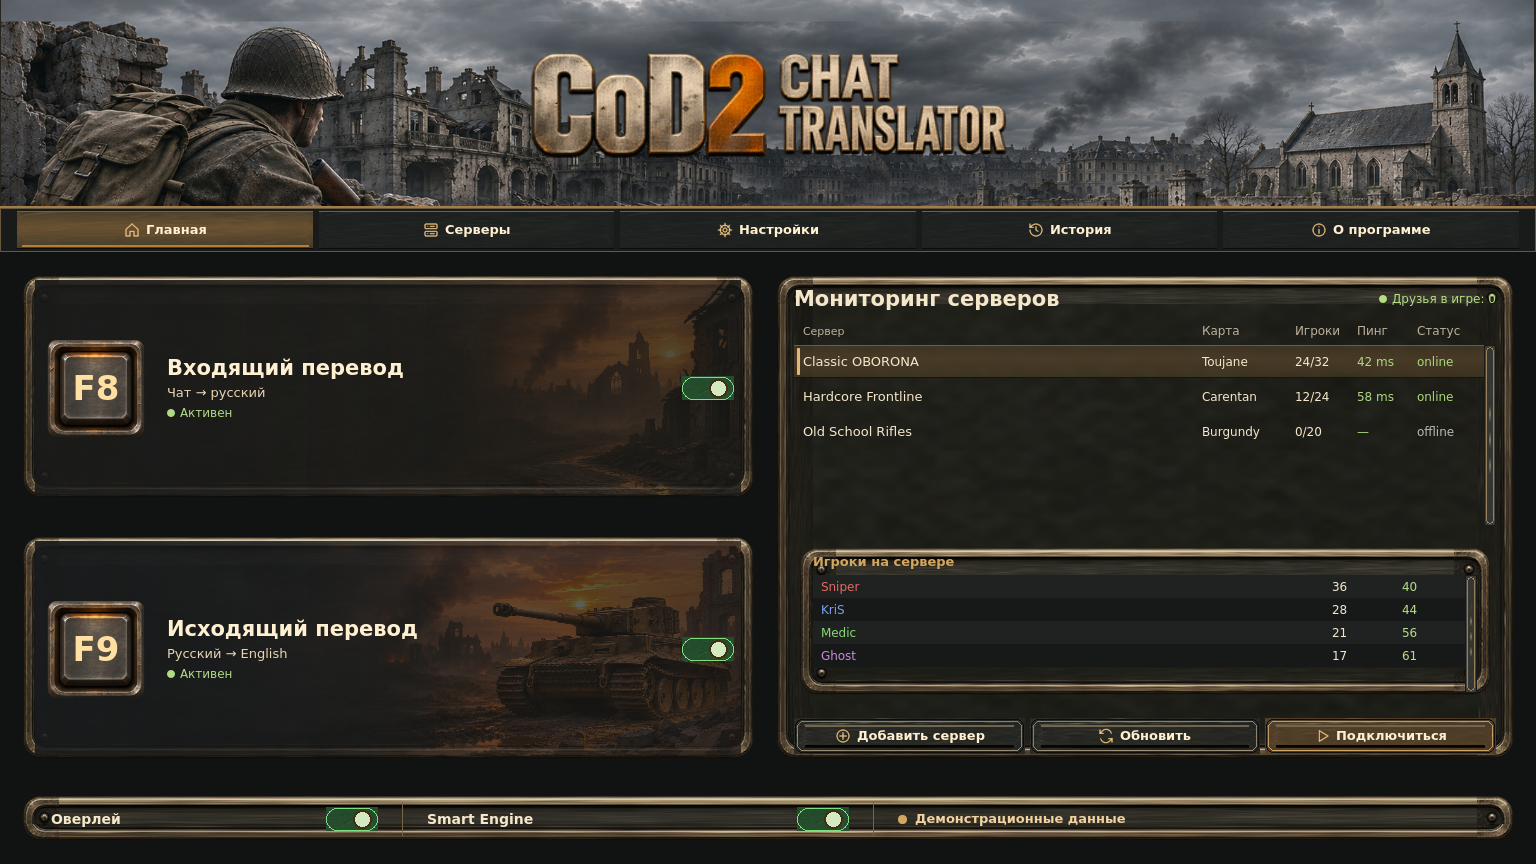 CoD2 CHAT TRANSLATOR
Главная
Серверы
Настройки
История
О программе
F8
Входящий перевод
Чат → русский
Активен
F9
Исходящий перевод
Русский → English
Активен
Мониторинг серверов
Друзья в игре: 0
Сервер Карта Игроки Пинг Статус
Classic OBORONA Toujane 24/32 42 ms online
Hardcore Frontline Carentan 12/24 58 ms online
Old School Rifles Burgundy 0/20 — offline
Игроки на сервере
Sniper 36 40
KriS 28 44
Medic 21 56
Ghost 17 61
Добавить сервер
Обновить
Подключиться
Оверлей
Smart Engine
Демонстрационные данные